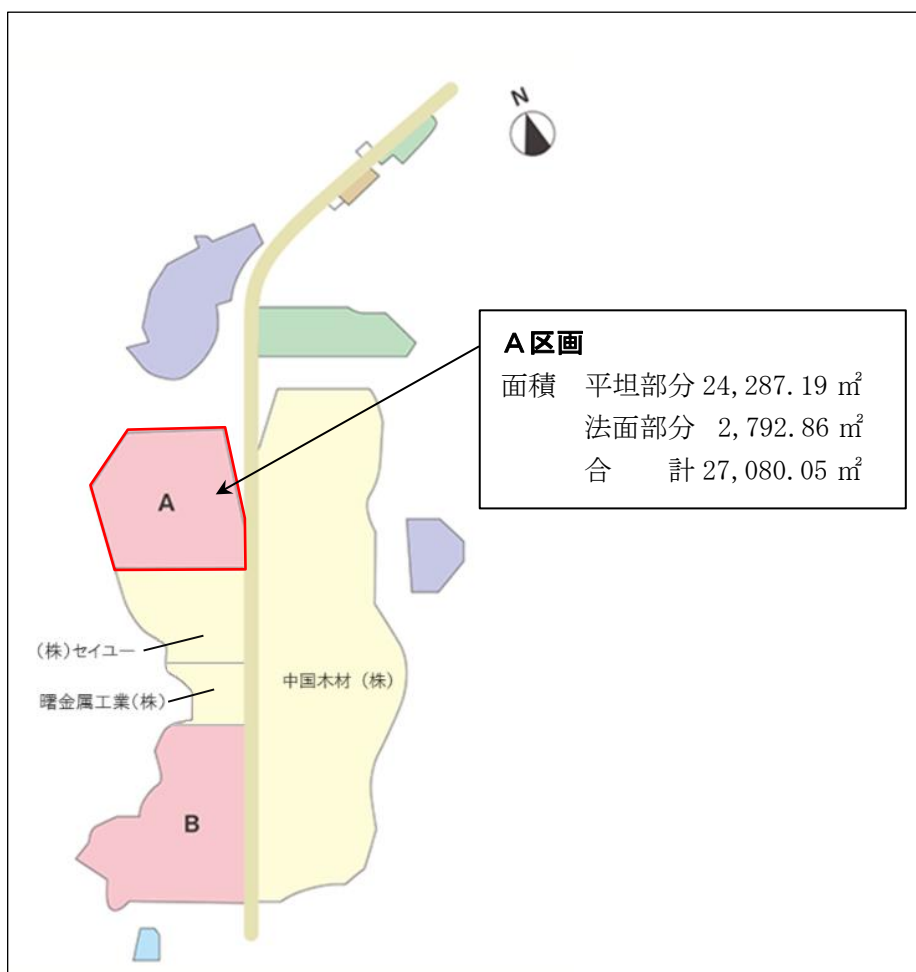 N
A区画
面積 平坦部分 24,287.19 ㎡
法面部分 2,792.86 ㎡
合 計 27,080.05 ㎡
A
(株)セイユー
中国木材（株）
曙金属工業(株)
B